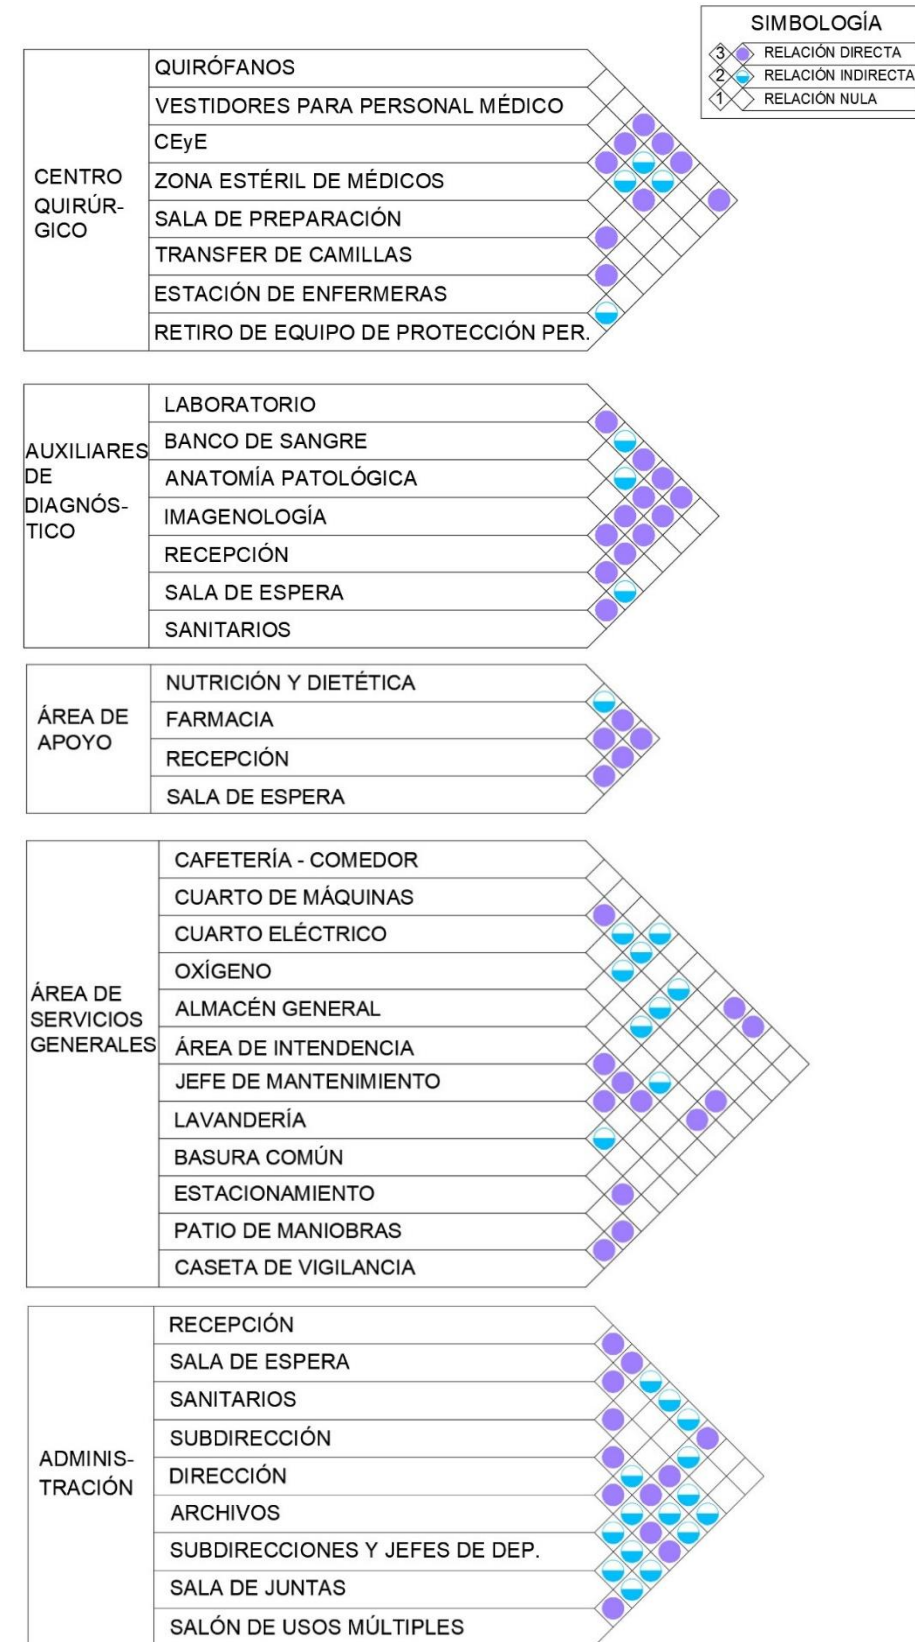 SIMBOLOGÍA
3 RELACIÓN DIRECTA
2 RELACIÓN INDIRECTA
1 RELACIÓN NULA
CENTRO
QUIRÚR-
GICO
QUIRÓFANOS
VESTIDORES PARA PERSONAL MÉDICO
CEyE
ZONA ESTÉRIL DE MÉDICOS
SALA DE PREPARACIÓN
TRANSFER DE CAMILLAS
ESTACIÓN DE ENFERMERAS
RETIRO DE EQUIPO DE PROTECCIÓN PER.
AUXILIARES
DE
DIAGNÓS-
TICO
LABORATORIO
BANCO DE SANGRE
ANATOMÍA PATOLÓGICA
IMAGENOLOGÍA
RECEPCIÓN
SALA DE ESPERA
SANITARIOS
ÁREA DE
APOYO
NUTRICIÓN Y DIETÉTICA
FARMACIA
RECEPCIÓN
SALA DE ESPERA
ÁREA DE
SERVICIOS
GENERALES
CAFETERÍA - COMEDOR
CUARTO DE MÁQUINAS
CUARTO ELÉCTRICO
OXÍGENO
ALMACÉN GENERAL
ÁREA DE INTENDENCIA
JEFE DE MANTENIMIENTO
LAVANDERÍA
BASURA COMÚN
ESTACIONAMIENTO
PATIO DE MANIOBRAS
CASETA DE VIGILANCIA
ADMINIS-
TRACIÓN
RECEPCIÓN
SALA DE ESPERA
SANITARIOS
SUBDIRECCIÓN
DIRECCIÓN
ARCHIVOS
SUBDIRECCIONES Y JEFES DE DEP.
SALA DE JUNTAS
SALÓN DE USOS MÚLTIPLES